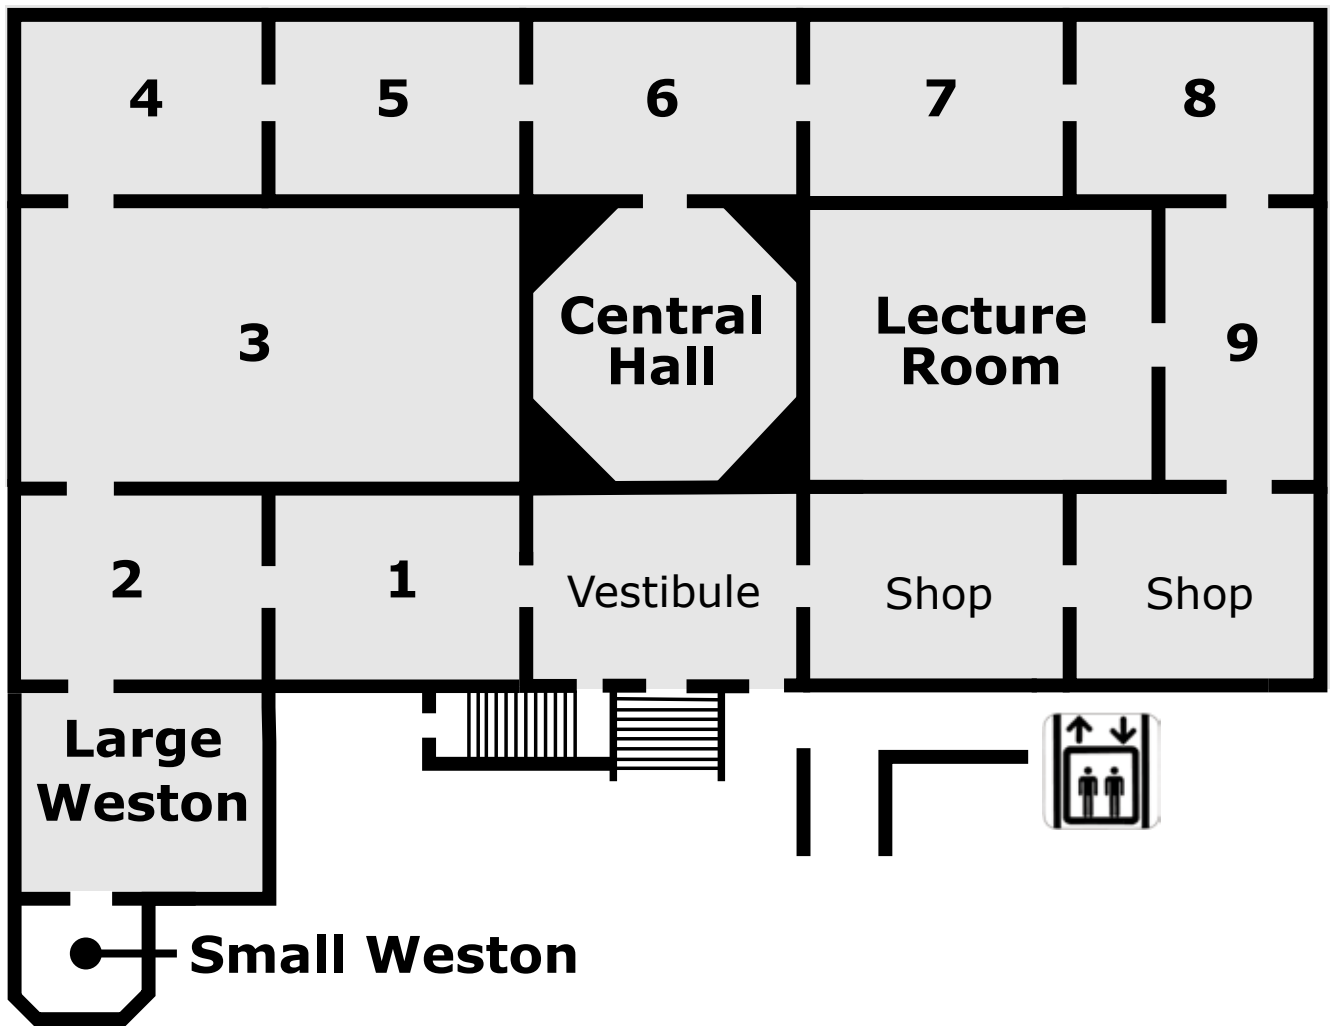 4
5
6
7
8
3
Central
Hall
Lecture
Room
9
2
1
Vestibule
Shop
Shop
Large
Weston
Small Weston